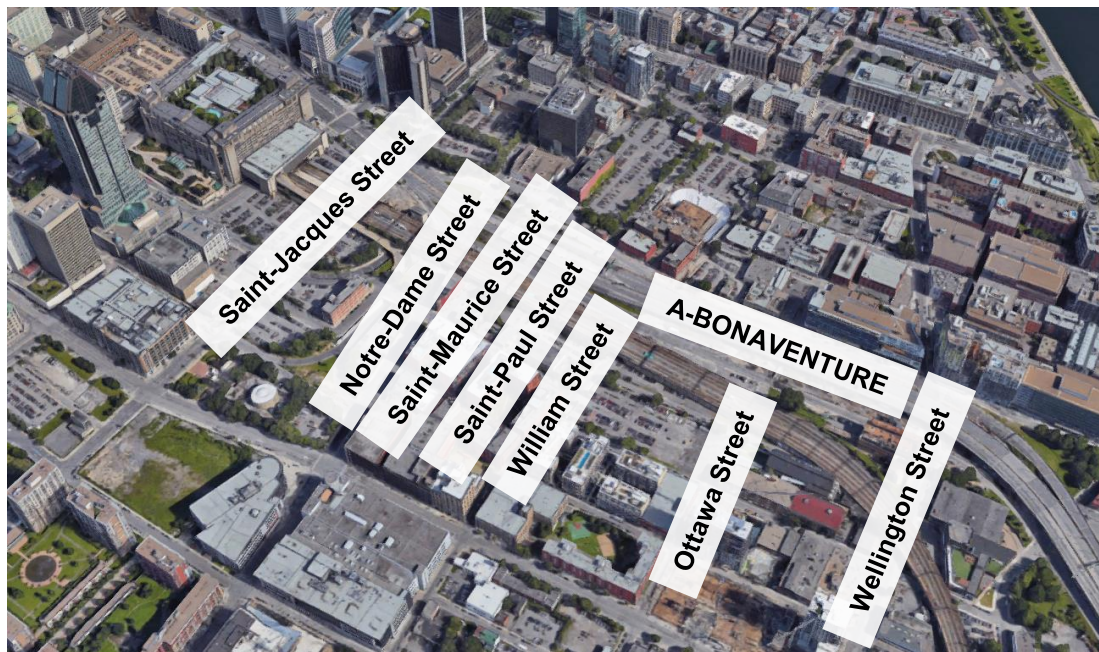 Saint-Jacques Street
Notre-Dame Street
Saint-Maurice Street
Saint-Paul Street
William Street
A-BONAVENTURE
Ottawa Street
Wellington Street